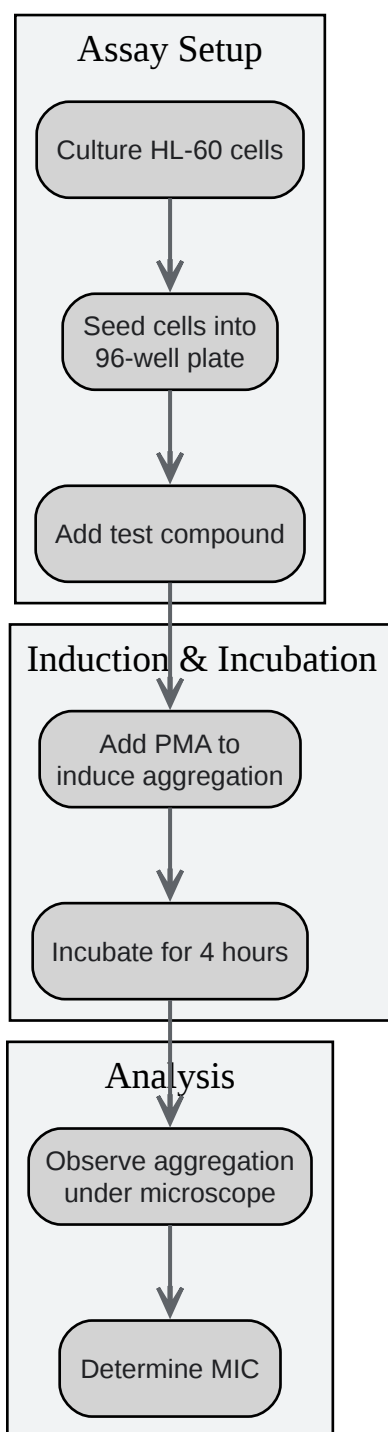 Assay Setup
Culture HL-60 cells
Seed cells into
96-well plate
Add test compound
Induction & Incubation
Add PMA to
induce aggregation
Incubate for 4 hours
Analysis
Observe aggregation
under microscope
Determine MIC